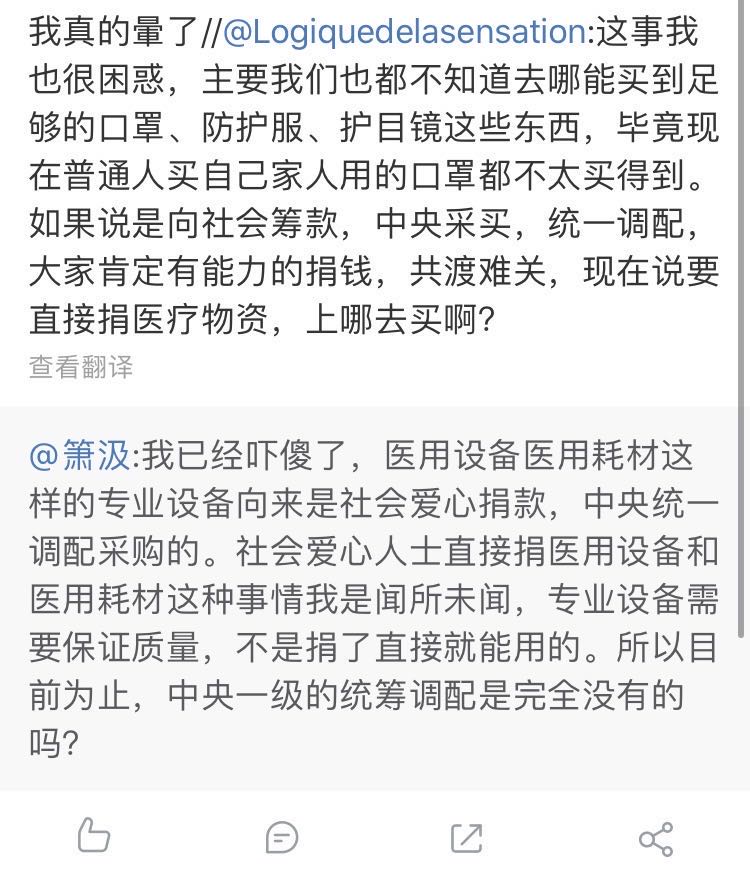 我真的晕了//@Logiquedelasensation:这事我
也很困惑，主要我们也都不知道去哪能买到足
够的口罩、防护服、护目镜这些东西，毕竟现
在普通人买自己家人用的口罩都不太买得到。
如果说是向社会筹款，中央采买，统一调配，
大家肯定有能力的捐钱，共渡难关，现在说要
直接捐医疗物资，上哪去买啊？
查看翻译
@箫汲:我已经吓傻了，医用设备医用耗材这
样的专业设备向来是社会爱心捐款，中央统一
调配采购的。社会爱心人士直接捐医用设备和
医用耗材这种事情我是闻所未闻，专业设备需
要保证质量，不是捐了直接就能用的。所以目
前为止，中央一级的统筹调配是完全没有的
吗？